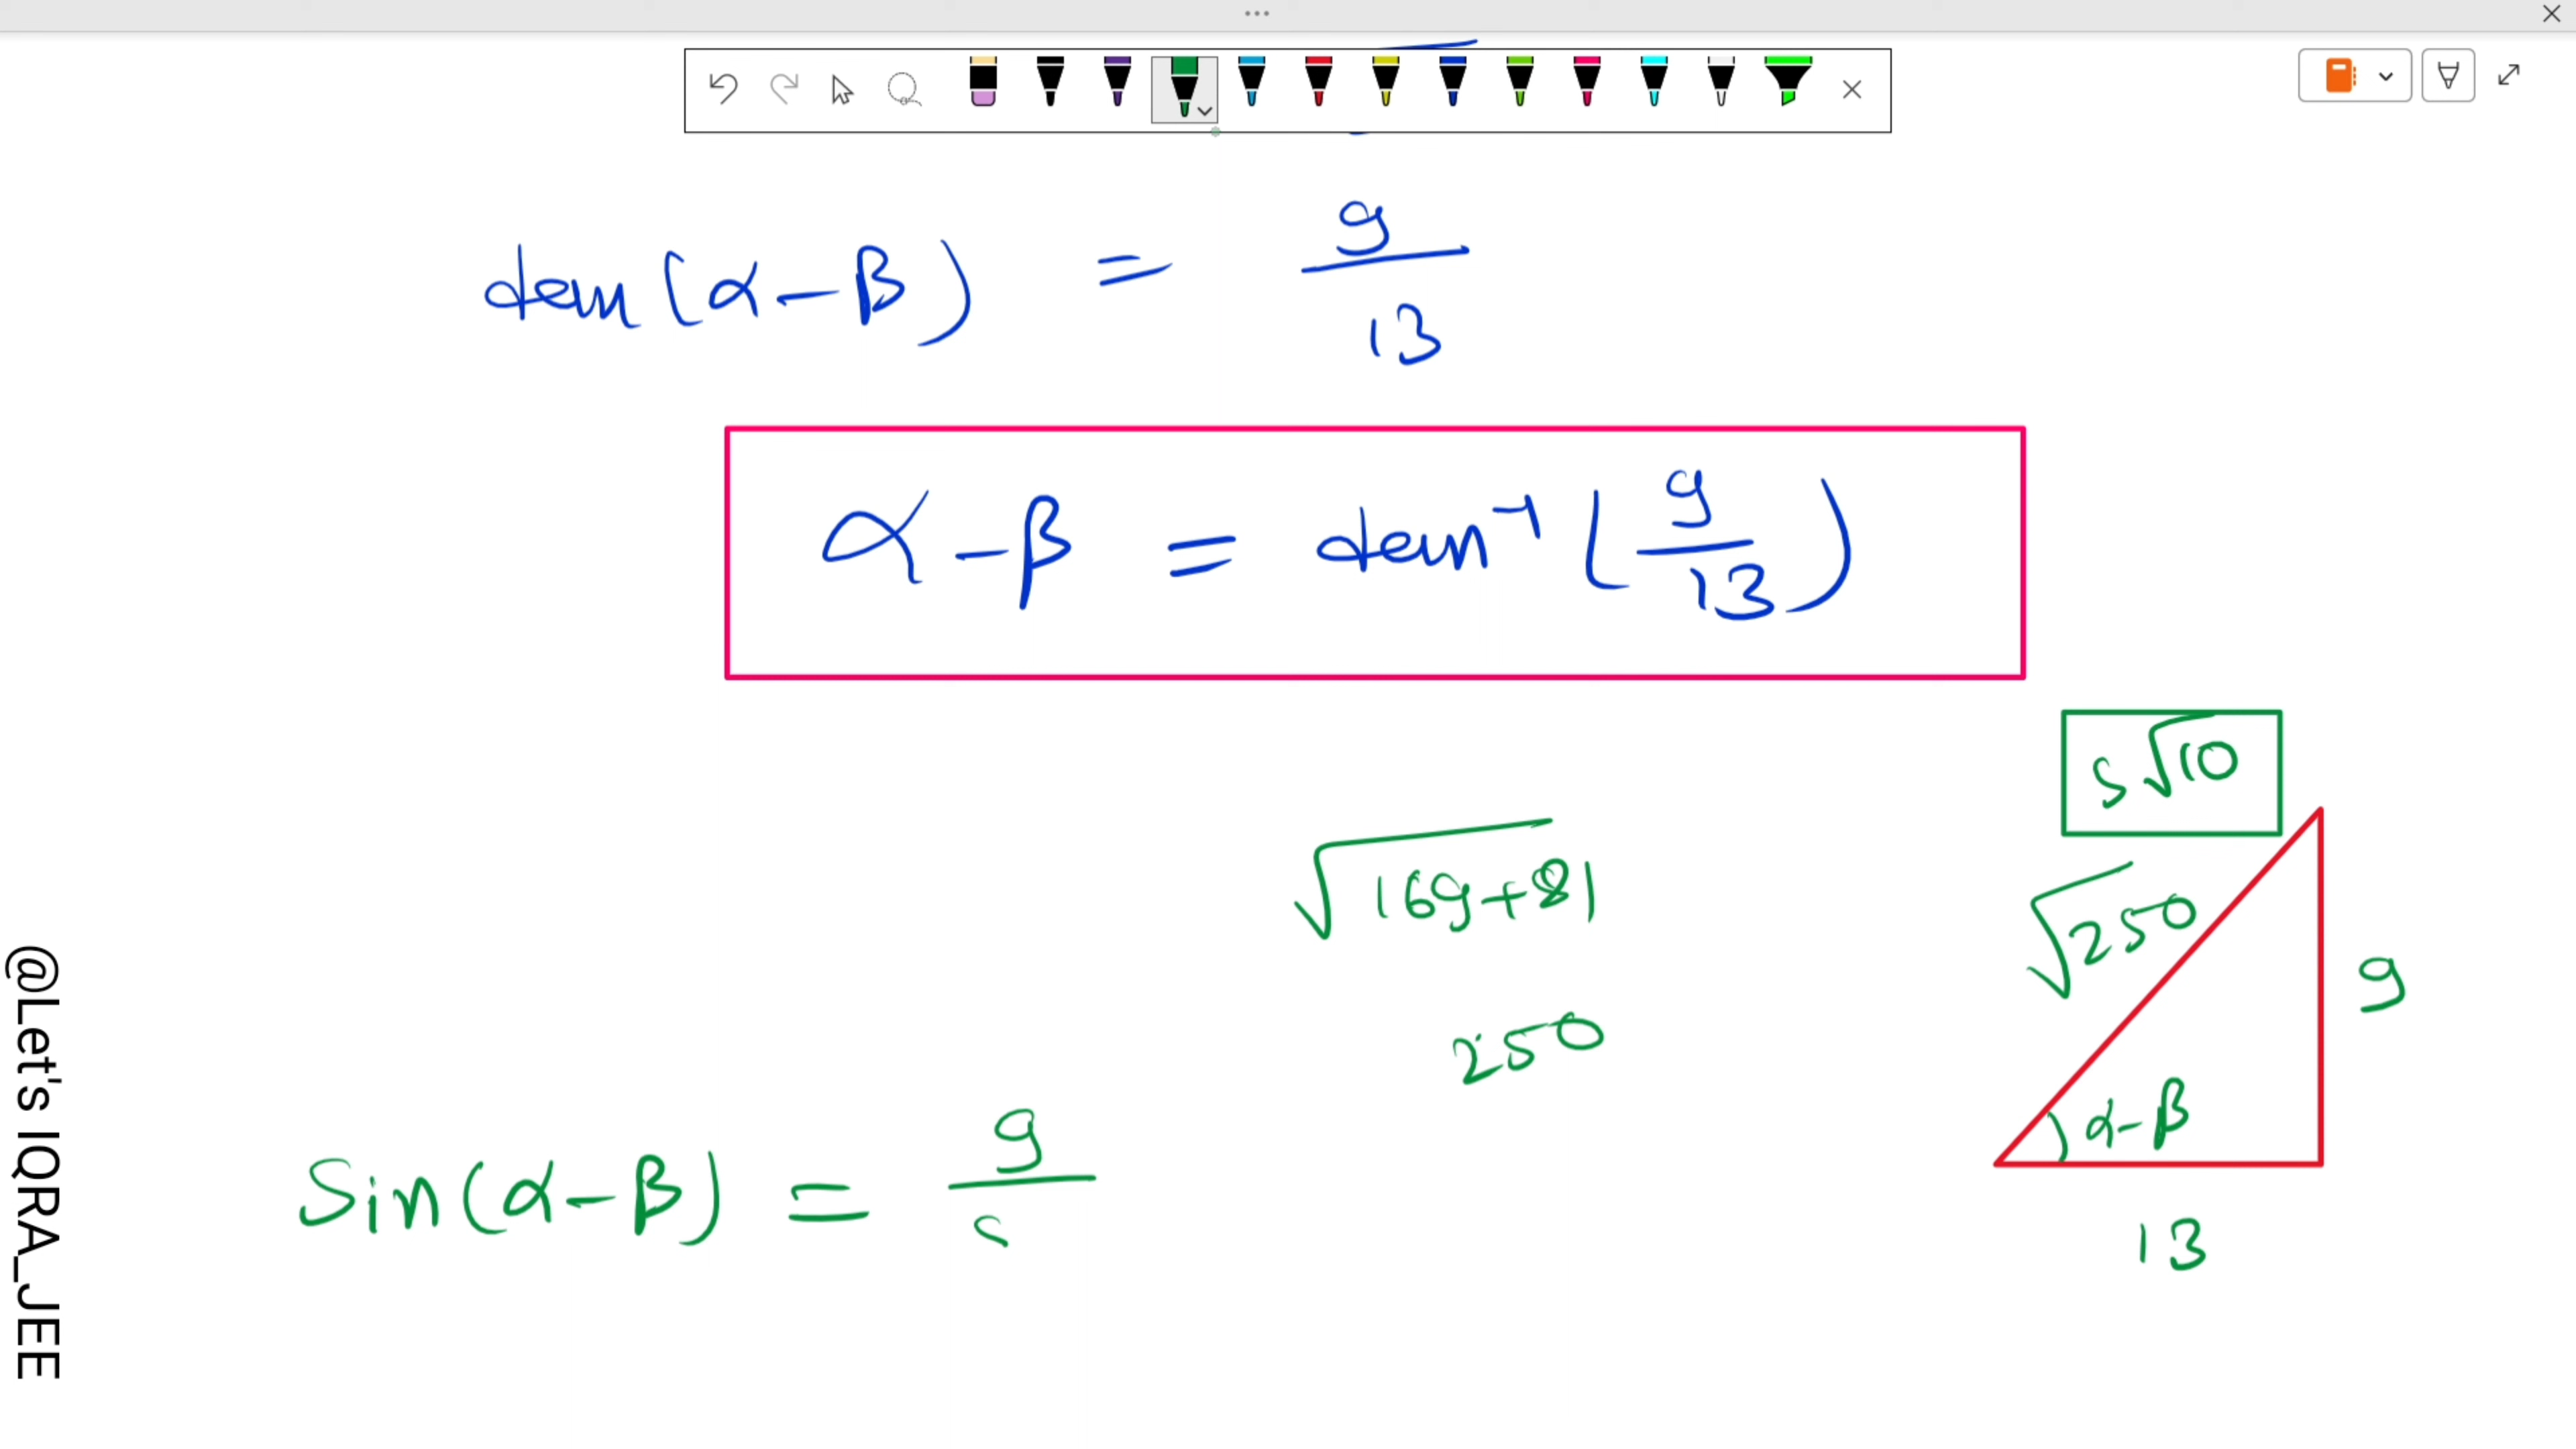 tan(α-β) = 9/13
α-β = tan⁻¹(9/13)
5√10
√169+81
√250
9
250
α-β
Sin(α-β) = 9/5
13
@Let's IQRA_JEE